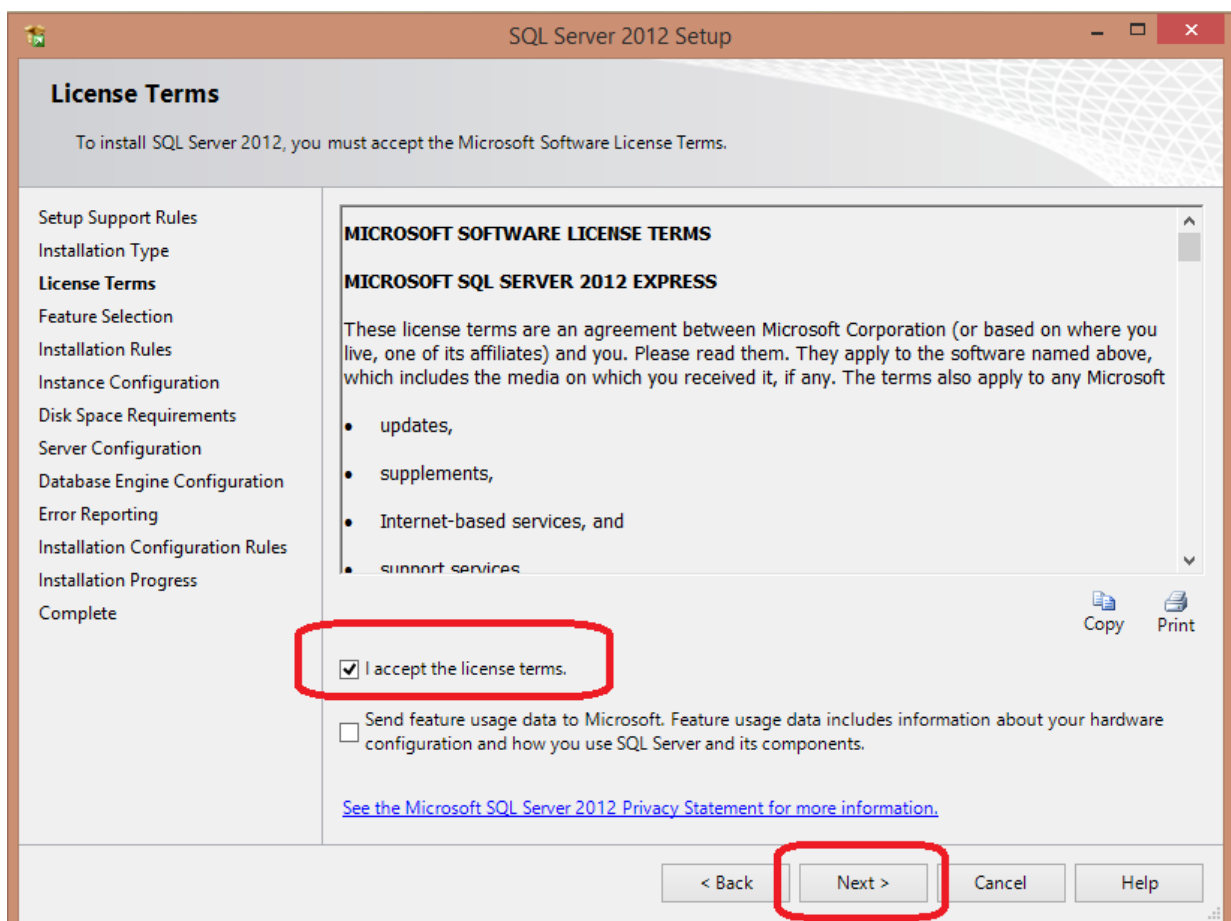 SQL Server 2012 Setup
License Terms
To install SQL Server 2012, you must accept the Microsoft Software License Terms.
Setup Support Rules
Installation Type
License Terms
Feature Selection
Installation Rules
Instance Configuration
Disk Space Requirements
Server Configuration
Database Engine Configuration
Error Reporting
Installation Configuration Rules
Installation Progress
Complete
MICROSOFT SOFTWARE LICENSE TERMS
MICROSOFT SQL SERVER 2012 EXPRESS
These license terms are an agreement between Microsoft Corporation (or based on where you
live, one of its affiliates) and you. Please read them. They apply to the software named above,
which includes the media on which you received it, if any. The terms also apply to any Microsoft
• updates,
• supplements,
• Internet-based services, and
• support services
Copy Print
I accept the license terms.
Send feature usage data to Microsoft. Feature usage data includes information about your hardware
configuration and how you use SQL Server and its components.
See the Microsoft SQL Server 2012 Privacy Statement for more information.
< Back Next > Cancel Help